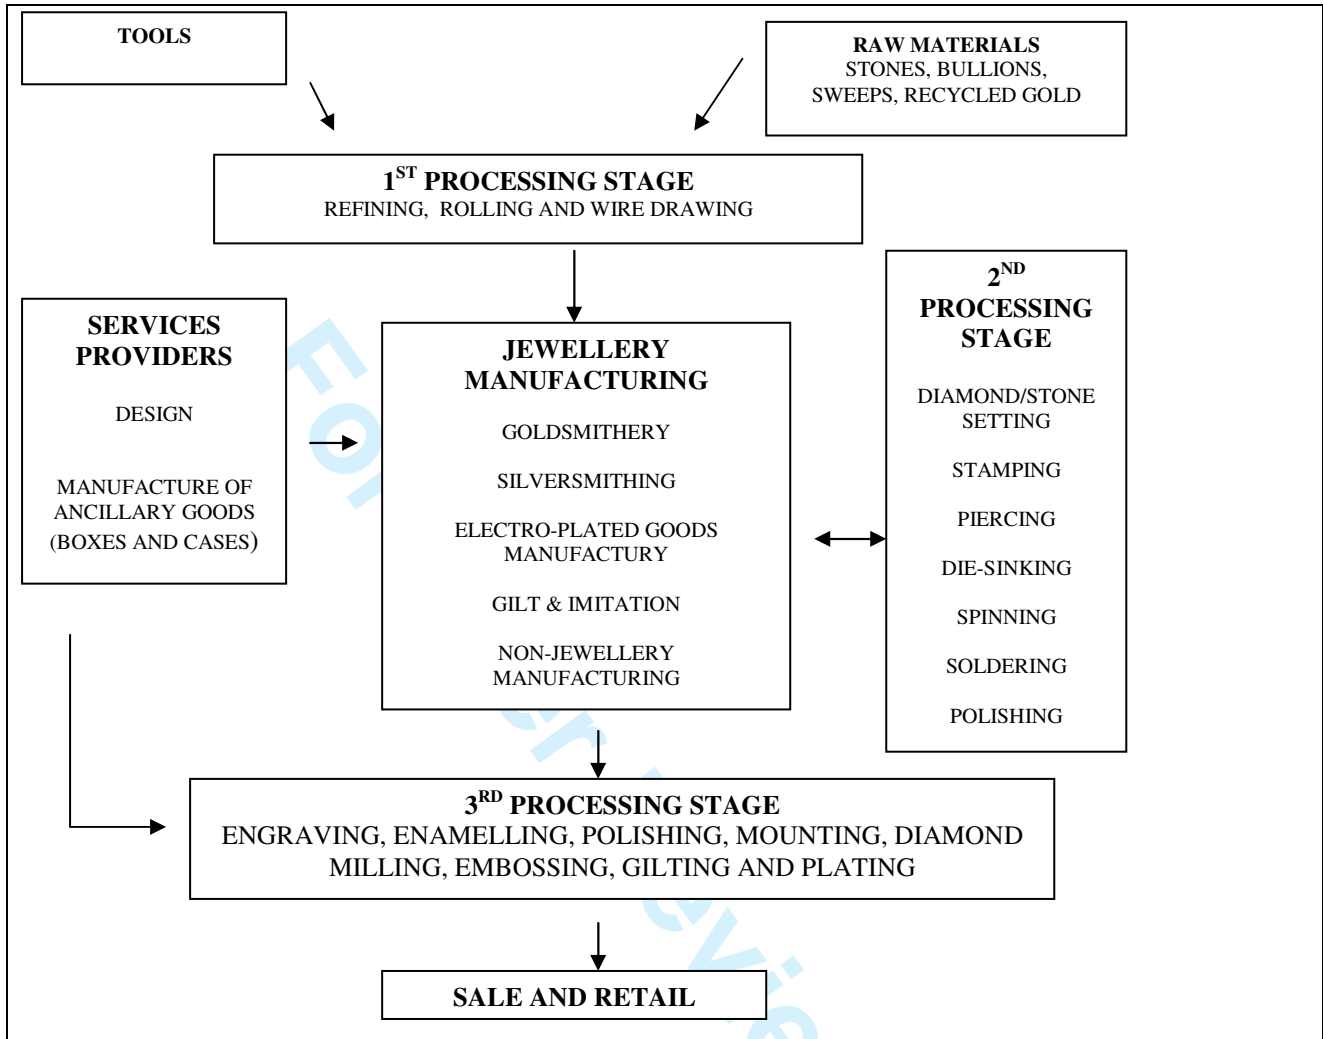 TOOLS
RAW MATERIALS
STONES, BULLIONS,
SWEEPS, RECYCLED GOLD
1ST PROCESSING STAGE
REFINING, ROLLING AND WIRE DRAWING
SERVICES
PROVIDERS
DESIGN
MANUFACTURE OF
ANCILLARY GOODS
(BOXES AND CASES)
JEWELLERY
MANUFACTURING
GOLDSMITHERY
SILVERSMITHING
ELECTRO-PLATED GOODS
MANUFACTURY
GILT & IMITATION
NON-JEWELLERY
MANUFACTURING
2ND
PROCESSING
STAGE
DIAMOND/STONE
SETTING
STAMPING
PIERCING
DIE-SINKING
SPINNING
SOLDERING
POLISHING
3RD PROCESSING STAGE
ENGRAVING, ENAMELLING, POLISHING, MOUNTING, DIAMOND
MILLING, EMBOSSING, GILTING AND PLATING
SALE AND RETAIL